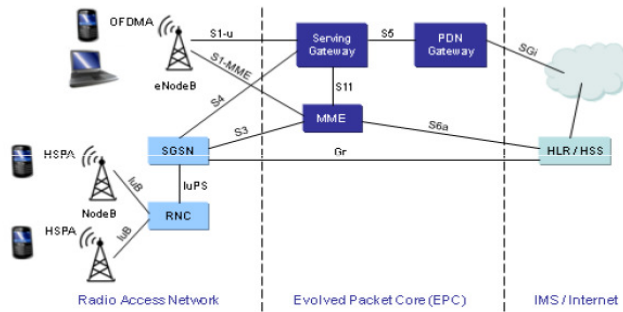 OFDMA
eNodeB
S1-u
S1-MME
Serving
Gateway
S5
PDN
Gateway
SGi
S4
S11
MME
S3
S6a
SGSN
Gr
HLR / HSS
HSPA
NodeB
IuB
IuPS
RNC
HSPA
IuB
Radio Access Network
Evolved Packet Core (EPC)
IMS / Internet